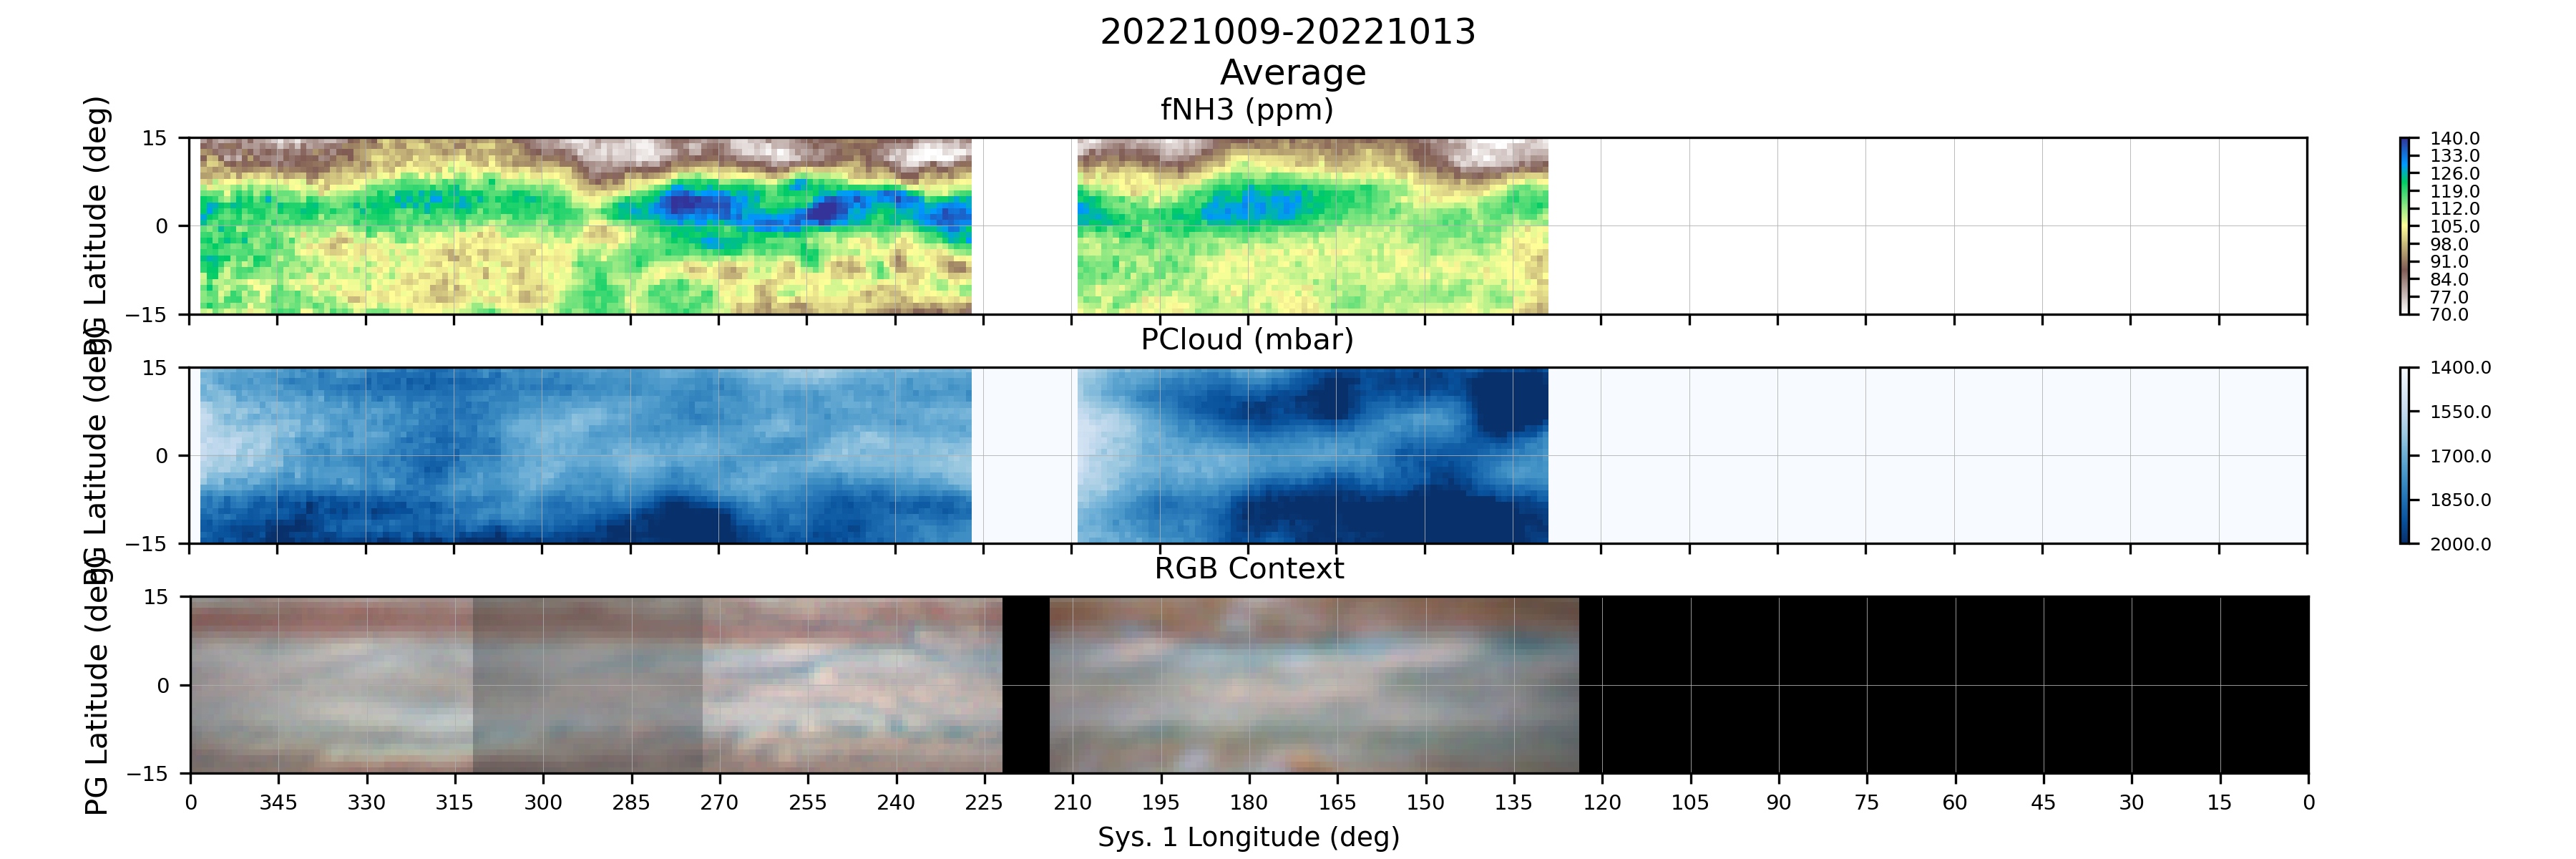 20221009-20221013
Average
fNH3 (ppm)
PG Latitude (deg)
15
0
−15
140.0
133.0
126.0
119.0
112.0
105.0
98.0
91.0
84.0
77.0
70.0
PCloud (mbar)
PG Latitude (deg)
15
0
−15
1400.0
1550.0
1700.0
1850.0
2000.0
RGB Context
PG Latitude (deg)
15
0
−15
0 345 330 315 300 285 270 255 240 225 210 195 180 165 150 135 120 105 90 75 60 45 30 15 0
Sys. 1 Longitude (deg)